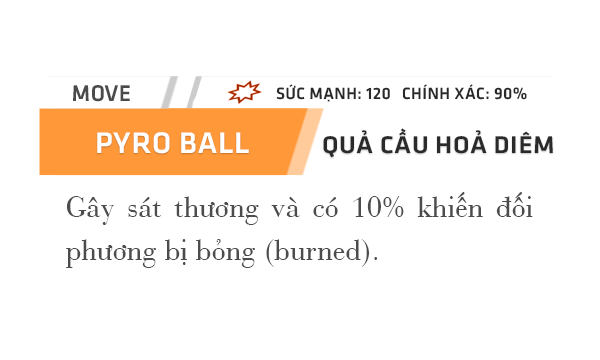 MOVE SỨC MẠNH: 120 CHÍNH XÁC: 90%
PYRO BALL QUẢ CẦU HOẢ DIÊM
Gây sát thương và có 10% khiến đối
phương bị bỏng (burned).